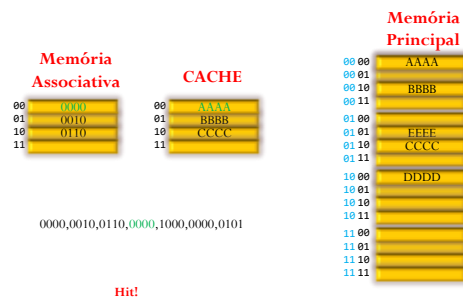 Memória
Associativa
00 0000
01 0010
10 0110
11
CACHE
00 AAAA
01 BBBB
10 CCCC
11
Memória
Principal
00 00 AAAA
00 01
00 10 BBBB
00 11
01 00
01 01 EEEE
01 10 CCCC
01 11
10 00 DDDD
10 01
10 10
10 11
11 00
11 01
11 10
11 11
0000,0010,0110,0000,1000,0000,0101
Hit!